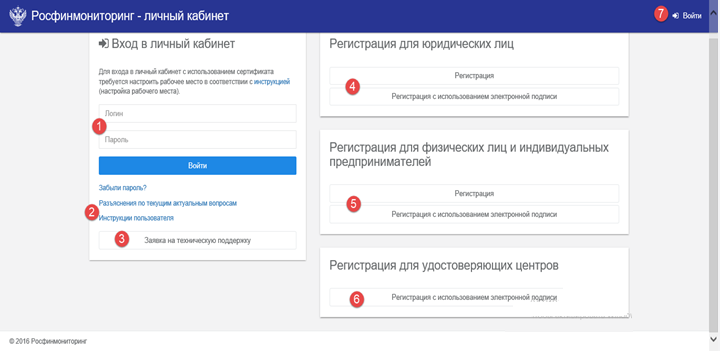 Росфинмониторинг - личный кабинет
7
Войти
Вход в личный кабинет
Для входа в личный кабинет с использованием сертификата
требуется настроить рабочее место в соответствии с инструкцией
(настройка рабочего места).
Логин
1
Пароль
Войти
Забыли пароль?
Разъяснения по текущим актуальным вопросам
2
Инструкции пользователя
3
Заявка на техническую поддержку
Регистрация для юридических лиц
Регистрация
4
Регистрация с использованием электронной подписи
Регистрация для физических лиц и индивидуальных
предпринимателей
Регистрация
5
Регистрация с использованием электронной подписи
Регистрация для удостоверяющих центров
6
Регистрация с использованием электронной подписи
© 2016 Росфинмониторинг